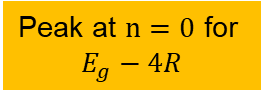 Peak at n = 0 for
E_g − 4R